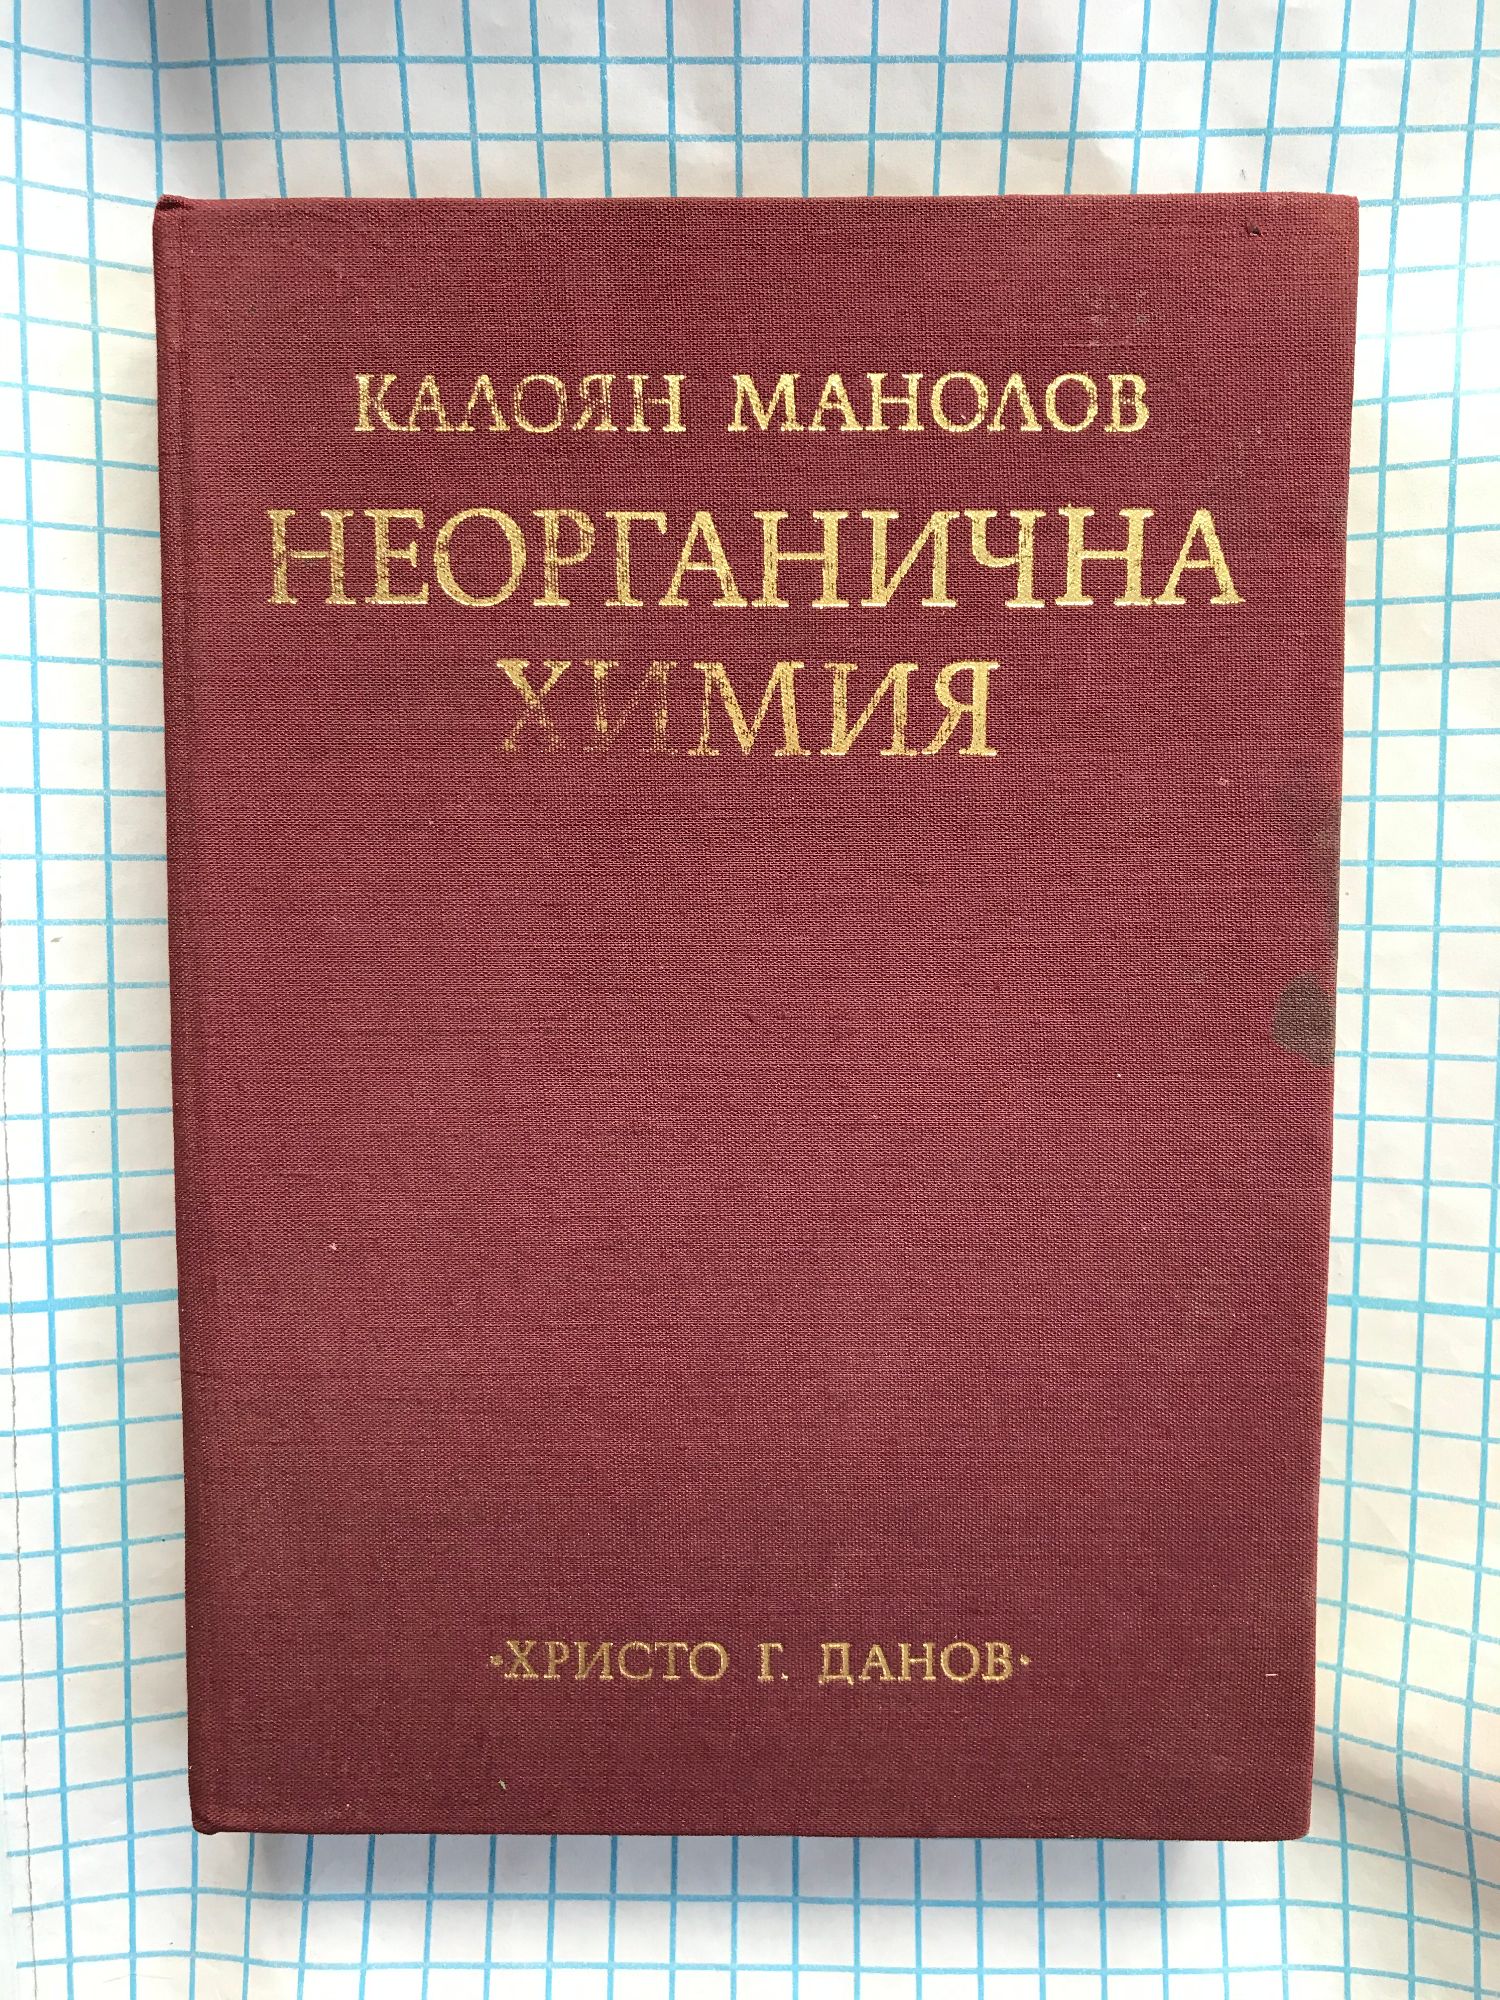 КАЛОЯН МАНОЛОВ
НЕОРГАНИЧНА
ХИМИЯ
·ХРИСТО Г. ДАНОВ·